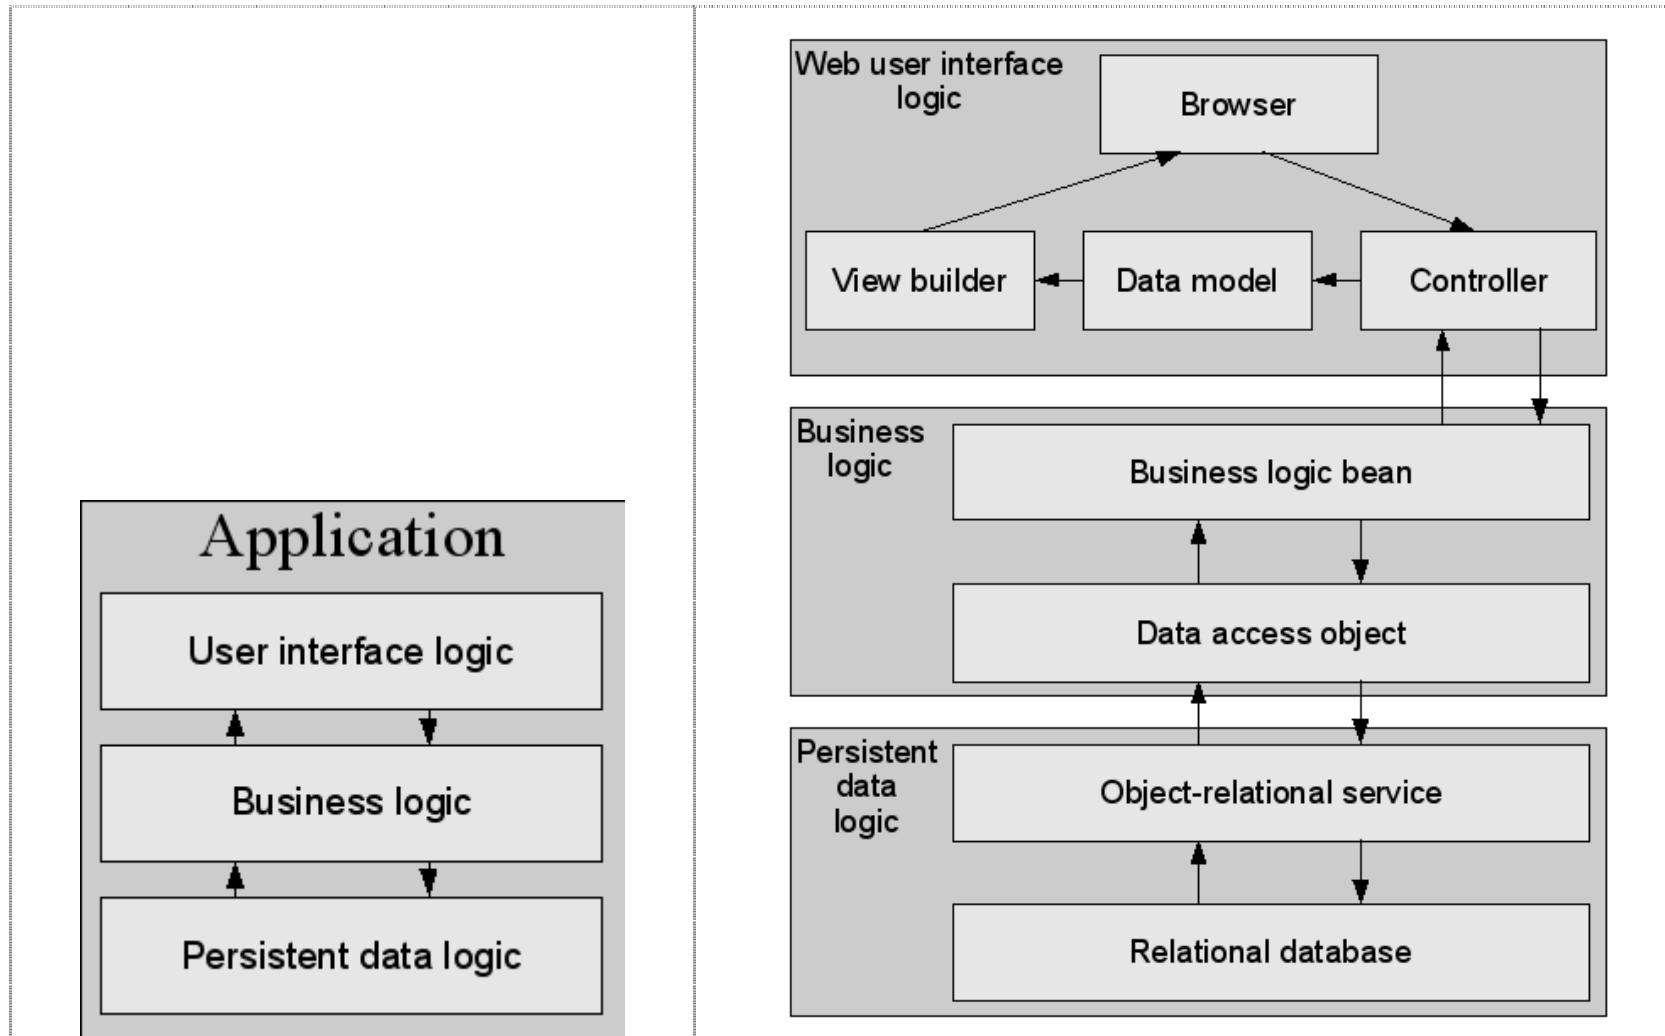 Application
User interface logic
Business logic
Persistent data logic
Web user interface
logic
Browser
View builder
Data model
Controller
Business
logic
Business logic bean
Data access object
Persistent
data
logic
Object-relational service
Relational database